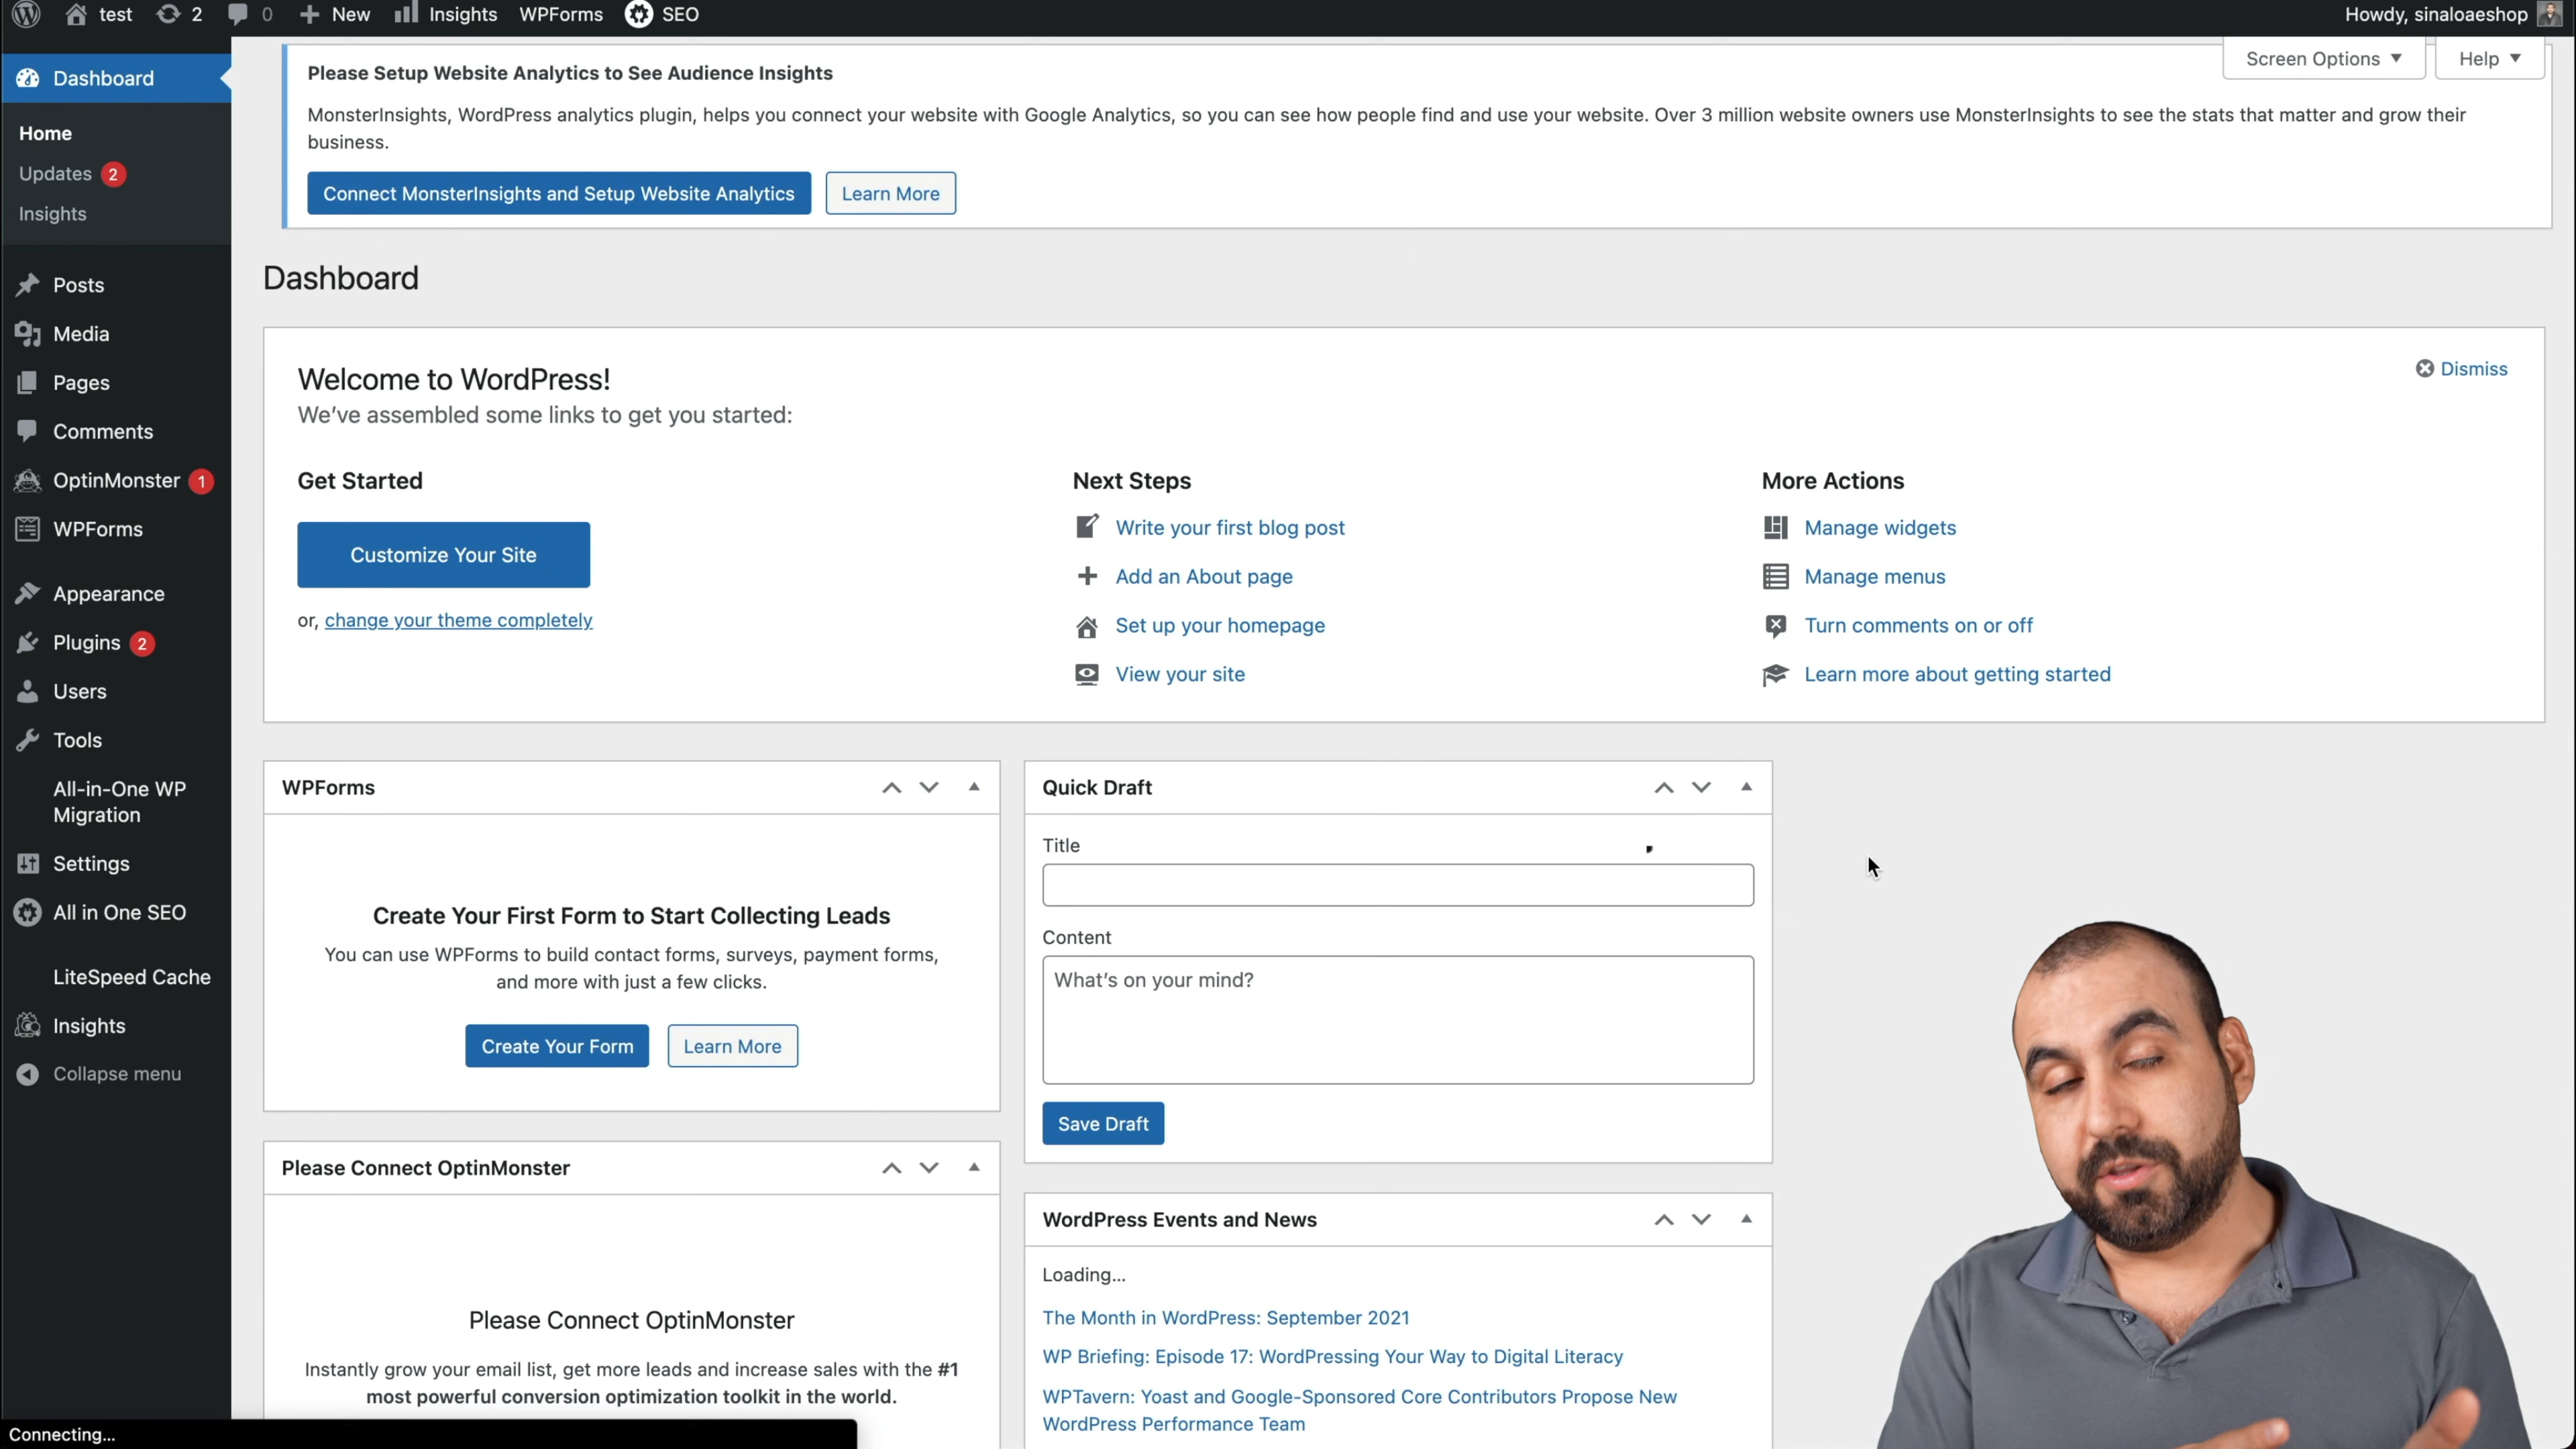 test 2 0 New Insights WPForms SEO Howdy, sinaloaeshop
Dashboard
Home
Updates 2
Insights
Posts
Media
Pages
Comments
OptinMonster 1
WPForms
Appearance
Plugins 2
Users
Tools
All-in-One WP
Migration
Settings
All in One SEO
LiteSpeed Cache
Insights
Collapse menu
Screen Options Help
Please Setup Website Analytics to See Audience Insights
MonsterInsights, WordPress analytics plugin, helps you connect your website with Google Analytics, so you can see how people find and use your website. Over 3 million website owners use MonsterInsights to see the stats that matter and grow their
business.
Connect MonsterInsights and Setup Website Analytics Learn More
Dashboard
Welcome to WordPress!
Dismiss
We've assembled some links to get you started:
Get Started
Customize Your Site
or, change your theme completely
Next Steps
Write your first blog post
Add an About page
Set up your homepage
View your site
More Actions
Manage widgets
Manage menus
Turn comments on or off
Learn more about getting started
WPForms
Create Your First Form to Start Collecting Leads
You can use WPForms to build contact forms, surveys, payment forms,
and more with just a few clicks.
Create Your Form Learn More
Please Connect OptinMonster
Please Connect OptinMonster
Instantly grow your email list, get more leads and increase sales with the #1
most powerful conversion optimization toolkit in the world.
Quick Draft
Title
Content
What's on your mind?
Save Draft
WordPress Events and News
Loading...
The Month in WordPress: September 2021
WP Briefing: Episode 17: WordPressing Your Way to Digital Literacy
WPTavern: Yoast and Google-Sponsored Core Contributors Propose New
WordPress Performance Team
Connecting...